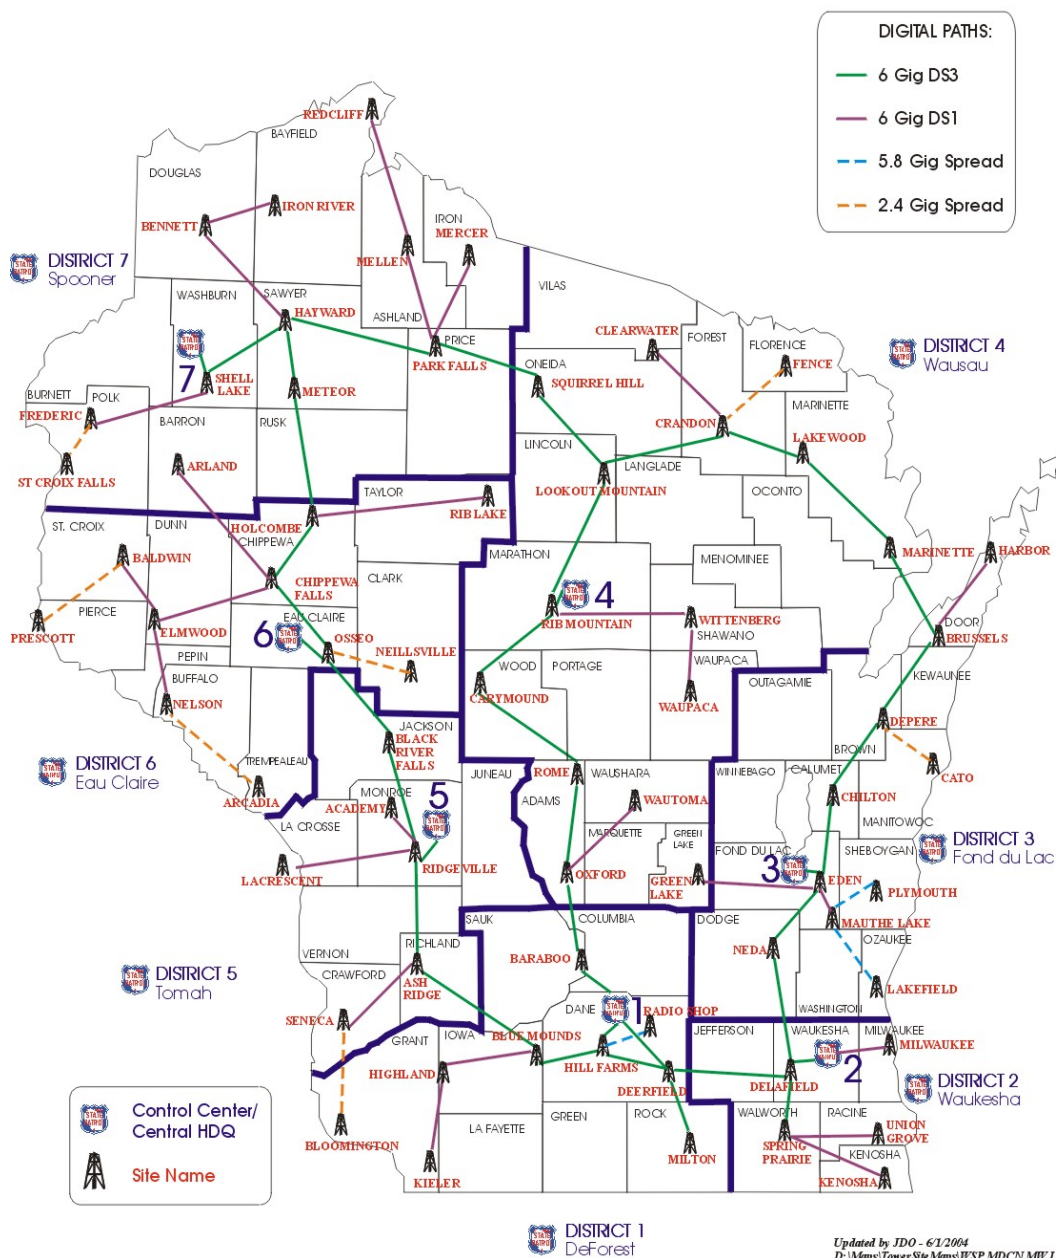 DIGITAL PATHS:
6 Gig DS3
6 Gig DS1
5.8 Gig Spread
2.4 Gig Spread
REDCLIFF
BAYFIELD
DOUGLAS
IRON RIVER
BENNETT
IRON
MERCER
MELLEN
DISTRICT 7
Spooner
WASHBURN
SAWYER
HAYWARD
ASHLAND
VILAS
PRICE
PARK FALLS
CLEARWATER
FOREST
FLORENCE
FENCE
DISTRICT 4
Wausau
7
SHELL
LAKE
METEOR
ONEIDA
SQUIRREL HILL
BURNETT
POLK
FREDERIC
BARRON
RUSK
MARINETTE
CRANDON
LAKEWOOD
ARLAND
ST CROIX FALLS
LINCOLN
LANGLADE
LOOKOUT MOUNTAIN
OCONTO
TAYLOR
RIB LAKE
ST. CROIX
DUNN
HOLCOMBE
CHIPPEWA
BALDWIN
MARATHON
MENOMINEE
MARINETTE
HARBOR
CHIPPEWA
FALLS
CLARK
PIERCE
PRESCOTT
ELMWOOD
EAU CLAIRE
6
OSSEO
NEILLSVILLE
4
RIB MOUNTAIN
WITTENBERG
SHAWANO
DOOR
BRUSSELS
PEPIN
BUFFALO
NELSON
WOOD
PORTAGE
WAUPACA
OUTAGAMIE
KEWAUNEE
CARYMOUND
WAUPACA
DEPERE
BROWN
JACKSON
BLACK
RIVER
FALLS
DISTRICT 6
Eau Claire
TREMPEALEAU
ARCADIA
JUNEAU
ROME
WAUSHARA
WINNEBAGO
CALUMET
CATO
CHILTON
MANITOWOC
MONROE
ACADEMY
5
ADAMS
WAUTOMA
LA CROSSE
LACRESCENT
RIDGEVILLE
MARQUETTE
GREEN
LAKE
OXFORD
GREEN
LAKE
FOND DU LAC
3
EDEN
SHEBOYGAN
DISTRICT 3
Fond du Lac
PLYMOUTH
MAUTHE LAKE
SAUK
COLUMBIA
DODGE
NEDA
OZAUKEE
LAKEFIELD
WASHINGTON
VERNON
RICHLAND
CRAWFORD
ASH
RIDGE
BARABOO
DISTRICT 5
Tomah
SENECA
GRANT
IOWA
BLUE MOUNDS
DANE
1
RADIO SHOP
HILL FARMS
DEERFIELD
JEFFERSON
WAUKESHA
MILWAUKEE
MILWAUKEE
2
DELAFIELD
DISTRICT 2
Waukesha
HIGHLAND
BLOOMINGTON
KIELER
LA FAYETTE
GREEN
ROCK
MILTON
WALWORTH
SPRING
PRAIRIE
RACINE
UNION
GROVE
KENOSHA
KENOSHA
Control Center/
Central HDQ
Site Name
DISTRICT 1
DeForest
Updated by JDO - 6/1/2004